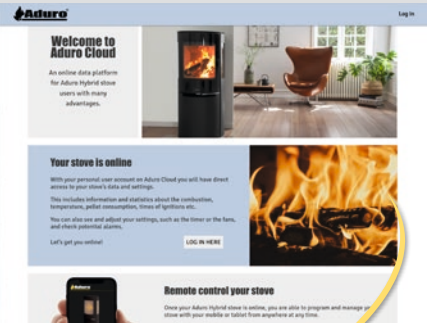 Aduro
Log in
Welcome to
Aduro Cloud
An online data platform
for Aduro Hybrid stove
users with many
advantages.
Your stove is online
With your personal user account on Aduro Cloud you will have direct
access to your stove's data and settings.
This includes information and statistics about the combustion,
temperature, pellet consumption, times of ignitions etc.
You can also see and adjust your settings, such as the timer or the fans,
and check potential alarms.
Let's get you online!
LOG IN HERE
Remote control your stove
Aduro
Once your Aduro Hybrid stove is online, you are able to program and manage
stove with your mobile or tablet from anywhere at any time.